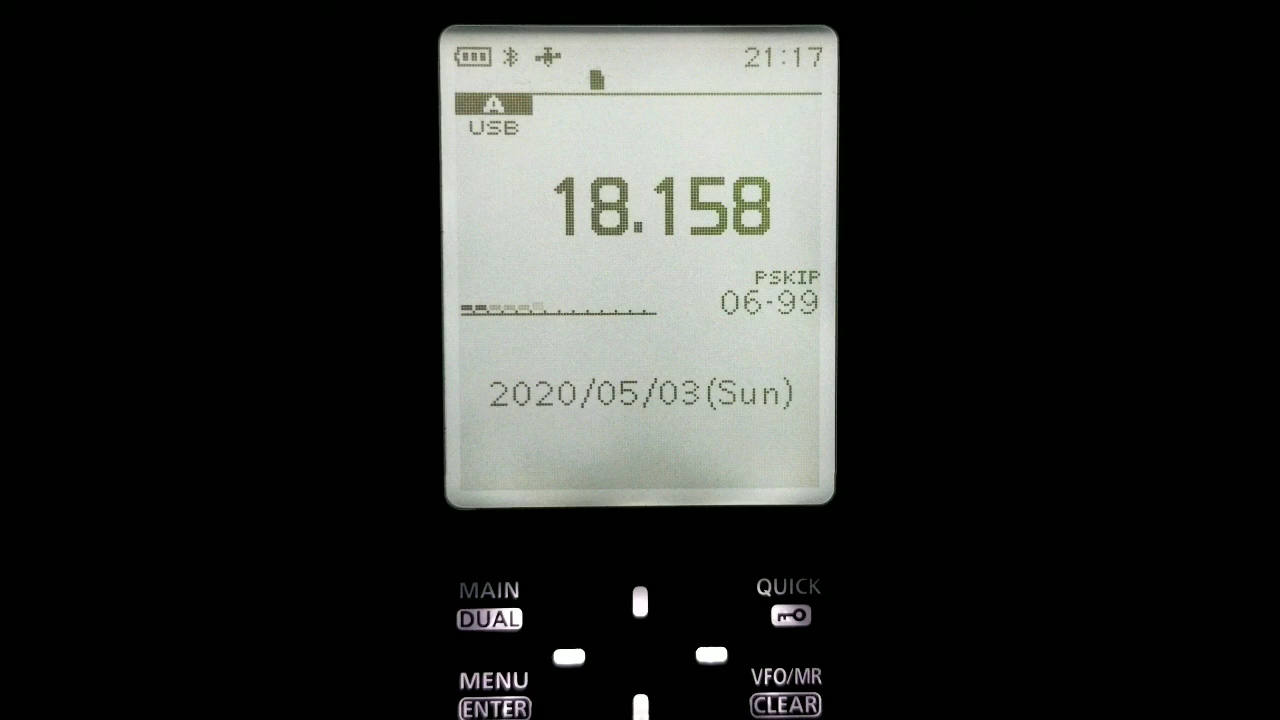 21:17
A
USB
18.158
PSKIP
06-99
2020/05/03(Sun)
MAIN
DUAL
QUICK
MENU
ENTER
VFO/MR
CLEAR